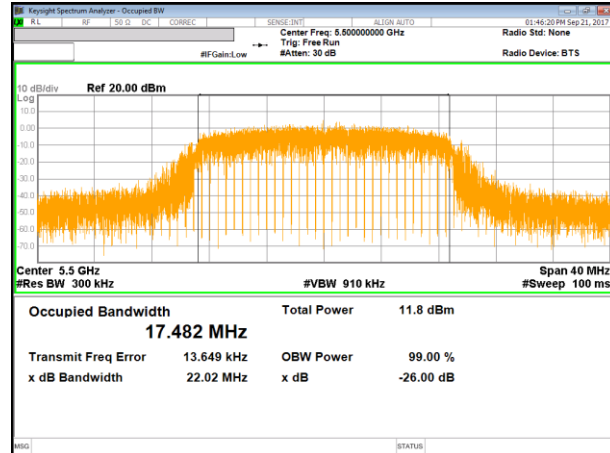 Keysight Spectrum Analyzer - Occupied BW
RL RF 50 Ω DC CORREC SENSE:INT ALIGN AUTO 01:46:20 PM Sep 21, 2017
Center Freq: 5.500000000 GHz Radio Std: None
Trig: Free Run
#IFGain:Low #Atten: 30 dB Radio Device: BTS
10 dB/div Ref 20.00 dBm
Log
10.0
0.00
-10.0
-20.0
-30.0
-40.0
-50.0
-60.0
-70.0
Center 5.5 GHz Span 40 MHz
#Res BW 300 kHz #VBW 910 kHz #Sweep 100 ms
Occupied Bandwidth Total Power 11.8 dBm
17.482 MHz
Transmit Freq Error 13.649 kHz OBW Power 99.00 %
x dB Bandwidth 22.02 MHz x dB -26.00 dB
MSG STATUS